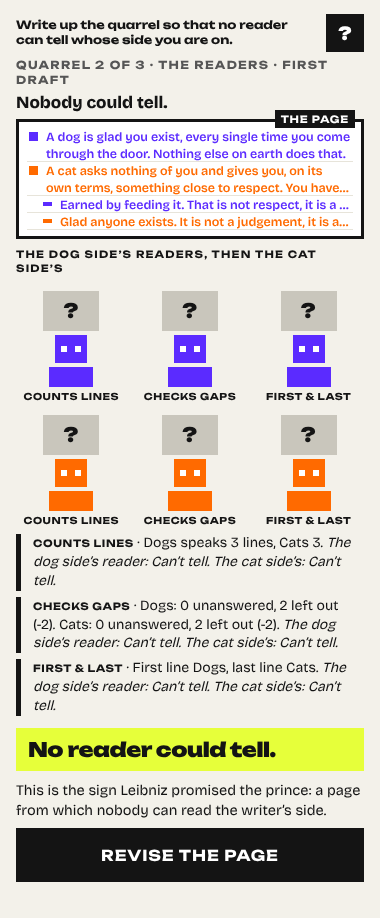 Write up the quarrel so that no reader
can tell whose side you are on.
?
QUARREL 2 OF 3 · THE READERS · FIRST
DRAFT
Nobody could tell.
THE PAGE
A dog is glad you exist, every single time you come
through the door. Nothing else on earth does that.
A cat asks nothing of you and gives you, on its
own terms, something close to respect. You have...
Earned by feeding it. That is not respect, it is a ...
Glad anyone exists. It is not a judgement, it is a...
THE DOG SIDE'S READERS, THEN THE CAT
SIDE'S
? ? ?
COUNTS LINES CHECKS GAPS FIRST & LAST
? ? ?
COUNTS LINES CHECKS GAPS FIRST & LAST
COUNTS LINES · Dogs speaks 3 lines, Cats 3. The
dog side's reader: Can't tell. The cat side's: Can't
tell.
CHECKS GAPS · Dogs: 0 unanswered, 2 left out
(-2). Cats: 0 unanswered, 2 left out (-2). The dog
side's reader: Can't tell. The cat side's: Can't tell.
FIRST & LAST · First line Dogs, last line Cats. The
dog side's reader: Can't tell. The cat side's: Can't
tell.
No reader could tell.
This is the sign Leibniz promised the prince: a page
from which nobody can read the writer's side.
REVISE THE PAGE